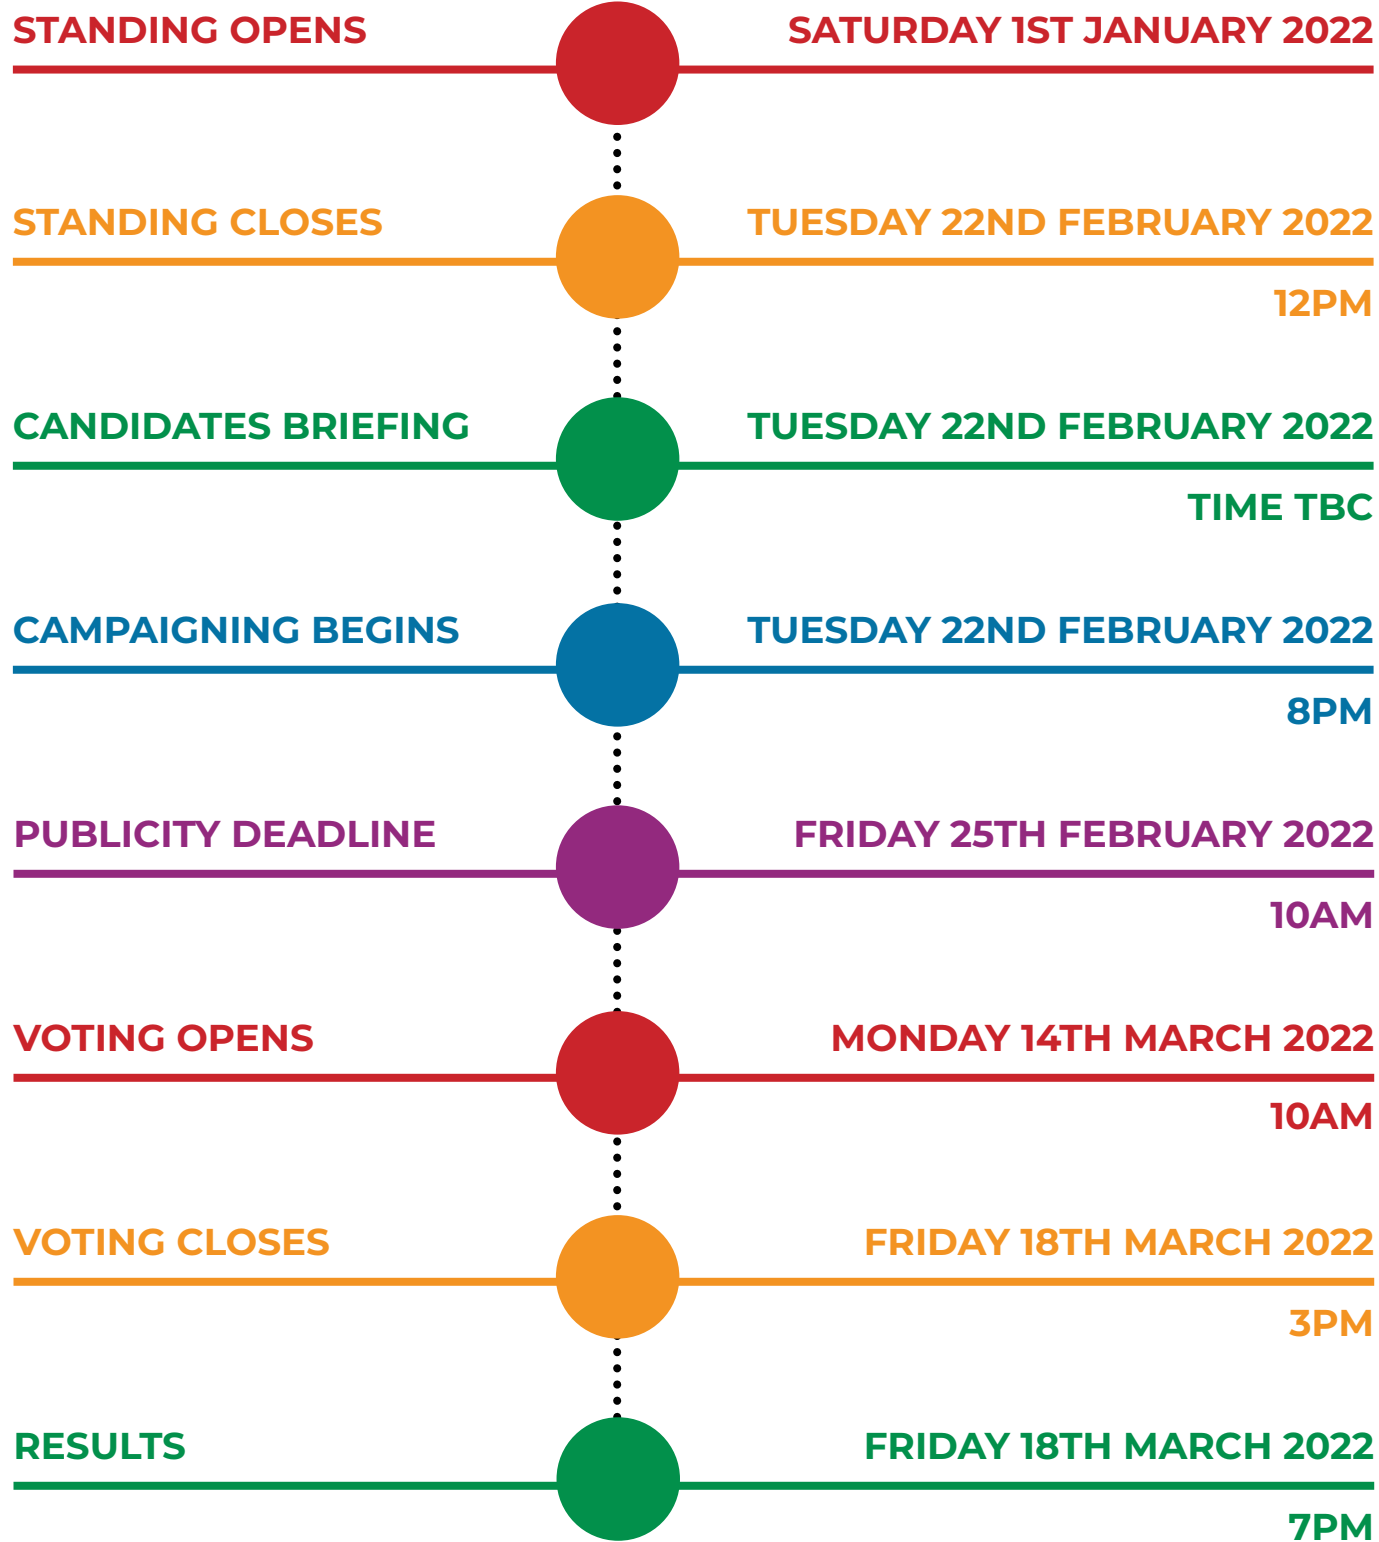 STANDING OPENS
SATURDAY 1ST JANUARY 2022
STANDING CLOSES
TUESDAY 22ND FEBRUARY 2022
12PM
CANDIDATES BRIEFING
TUESDAY 22ND FEBRUARY 2022
TIME TBC
CAMPAIGNING BEGINS
TUESDAY 22ND FEBRUARY 2022
8PM
PUBLICITY DEADLINE
FRIDAY 25TH FEBRUARY 2022
10AM
VOTING OPENS
MONDAY 14TH MARCH 2022
10AM
VOTING CLOSES
FRIDAY 18TH MARCH 2022
3PM
RESULTS
FRIDAY 18TH MARCH 2022
7PM